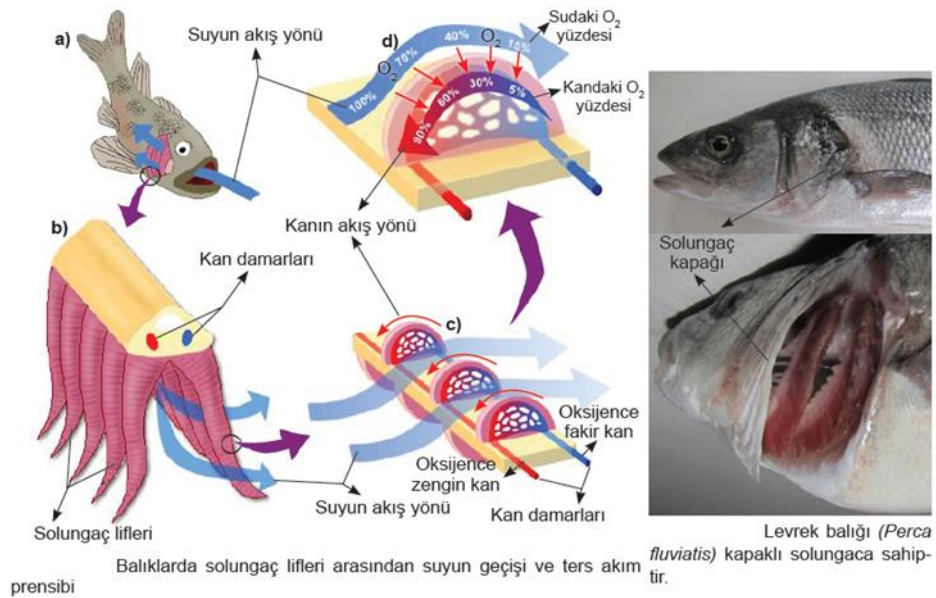 a)
Suyun akış yönü
d)
O2
O2
100%
70%
40%
15%
Sudaki O2
yüzdesi
90%
60%
30%
5%
Kandaki O2
yüzdesi
Kanın akış yönü
b)
Kan damarları
c)
Oksijence
fakir kan
Oksijence
zengin kan
Suyun akış yönü
Kan damarları
Solungaç lifleri
Solungaç
kapağı
Balıklarda solungaç lifleri arasından suyun geçişi ve ters akım
prensibi
Levrek balığı (Perca
fluviatis) kapaklı solungaca sahip-
tir.